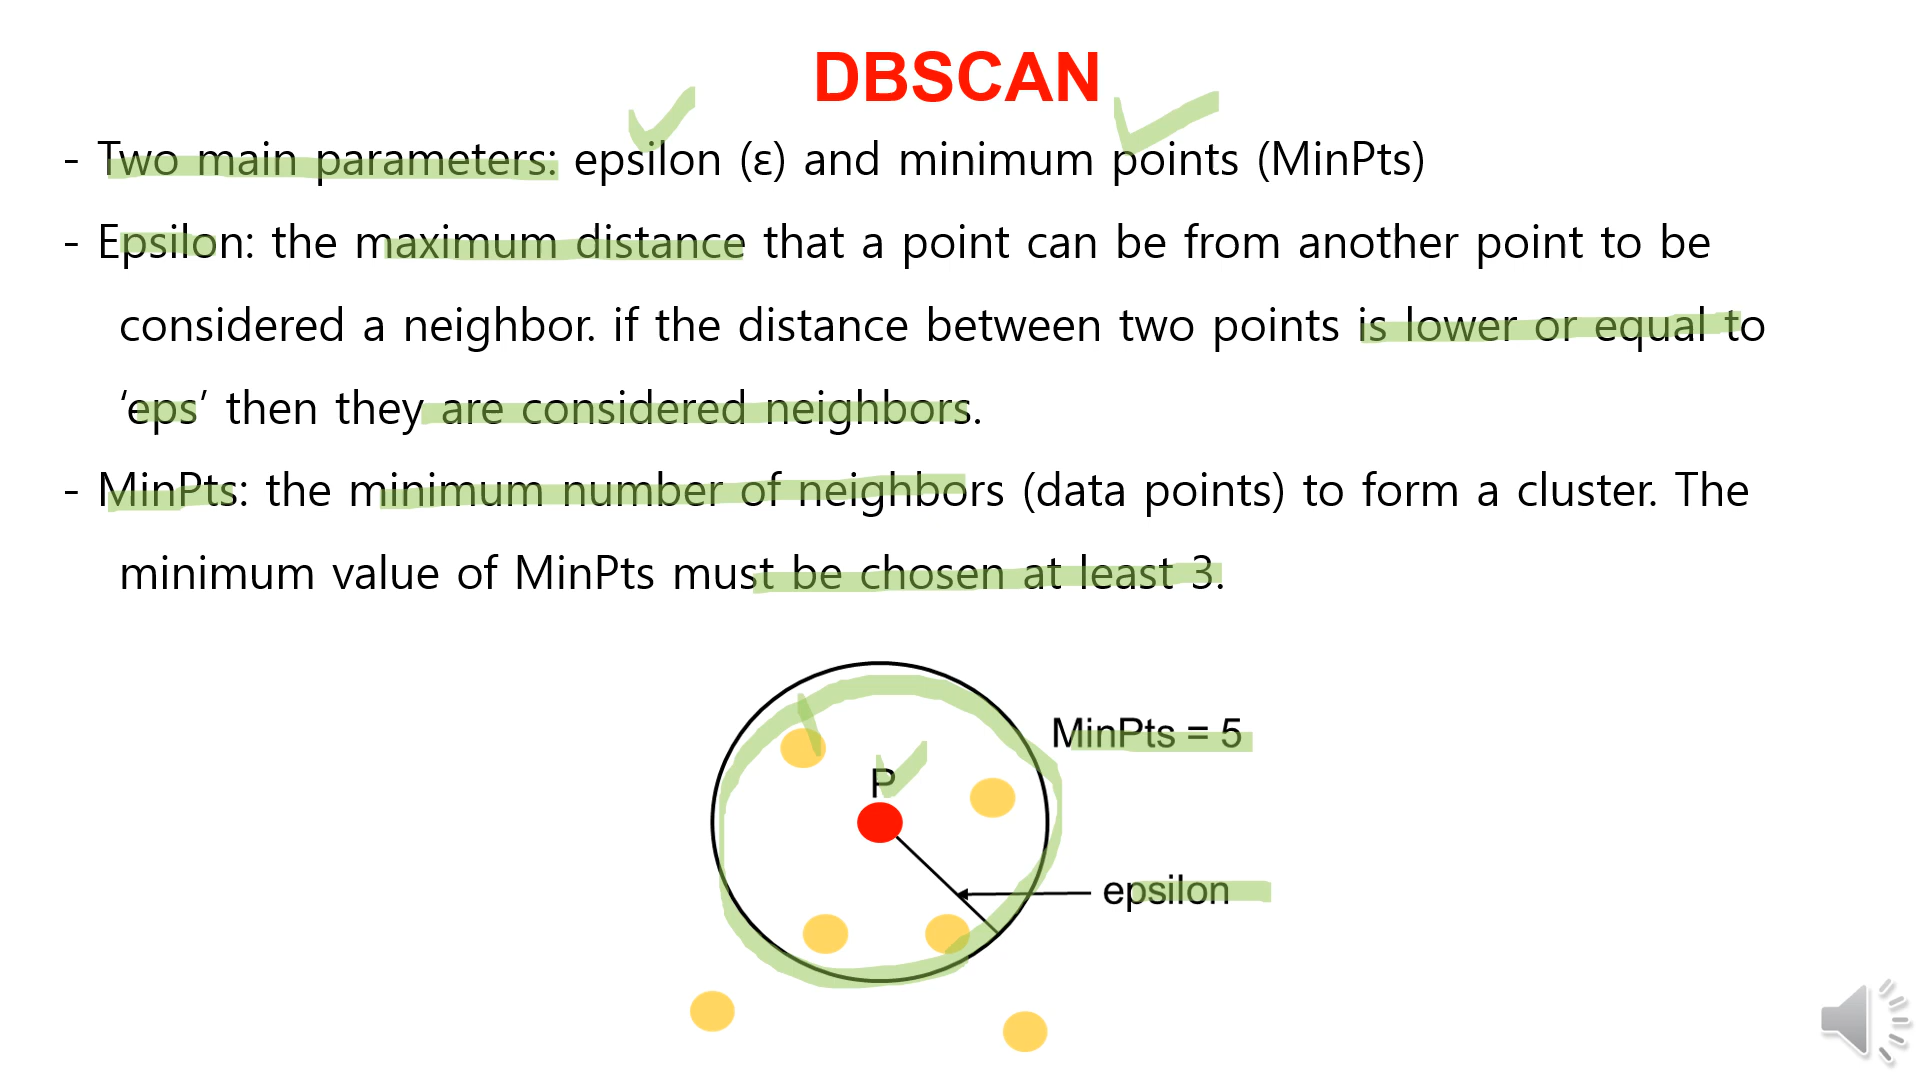 DBSCAN
- Two main parameters: epsilon (ε) and minimum points (MinPts)
- Epsilon: the maximum distance that a point can be from another point to be
considered a neighbor. if the distance between two points is lower or equal to
‘eps’ then they are considered neighbors.
- MinPts: the minimum number of neighbors (data points) to form a cluster. The
minimum value of MinPts must be chosen at least 3.
MinPts = 5
P
epsilon